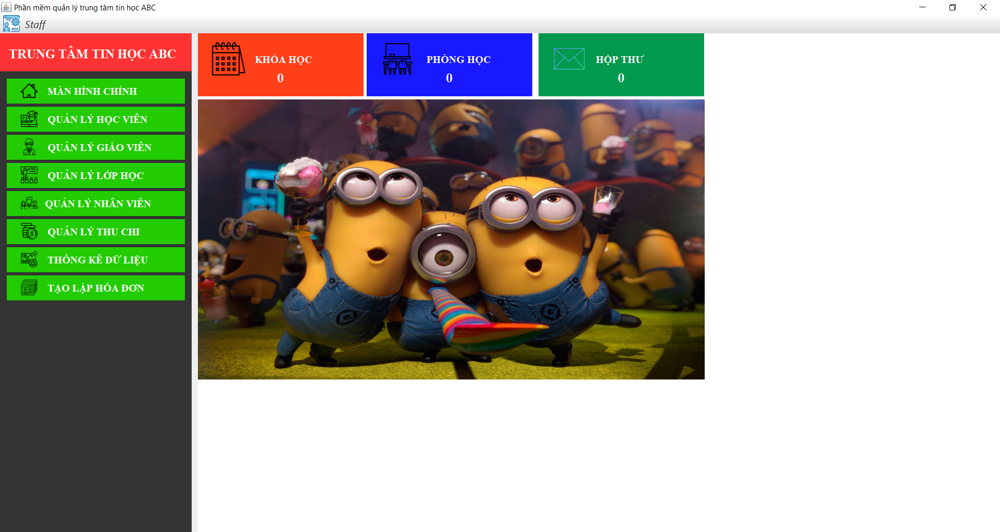 Phần mềm quản lý trung tâm tin học ABC
Staff
TRUNG TÂM TIN HỌC ABC
MÀN HÌNH CHÍNH
QUẢN LÝ HỌC VIÊN
QUẢN LÝ GIÁO VIÊN
QUẢN LÝ LỚP HỌC
QUẢN LÝ NHÂN VIÊN
QUẢN LÝ THU CHI
THỐNG KÊ DỮ LIỆU
TẠO LẬP HÓA ĐƠN
KHÓA HỌC
0
PHÒNG HỌC
0
HỘP THƯ
0